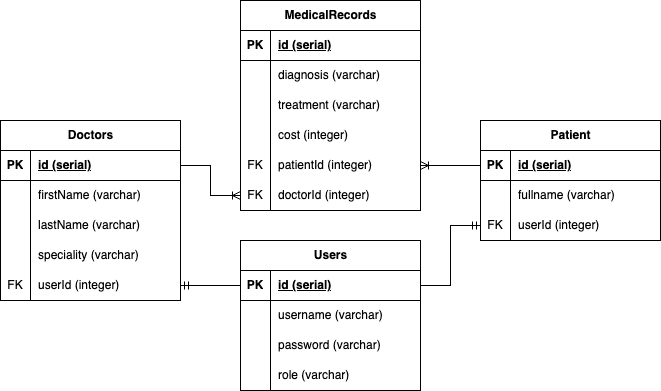 MedicalRecords
PK id (serial)
diagnosis (varchar)
treatment (varchar)
cost (integer)
FK patientId (integer)
FK doctorId (integer)
Doctors
PK id (serial)
firstName (varchar)
lastName (varchar)
speciality (varchar)
FK userId (integer)
Patient
PK id (serial)
fullname (varchar)
FK userId (integer)
Users
PK id (serial)
username (varchar)
password (varchar)
role (varchar)